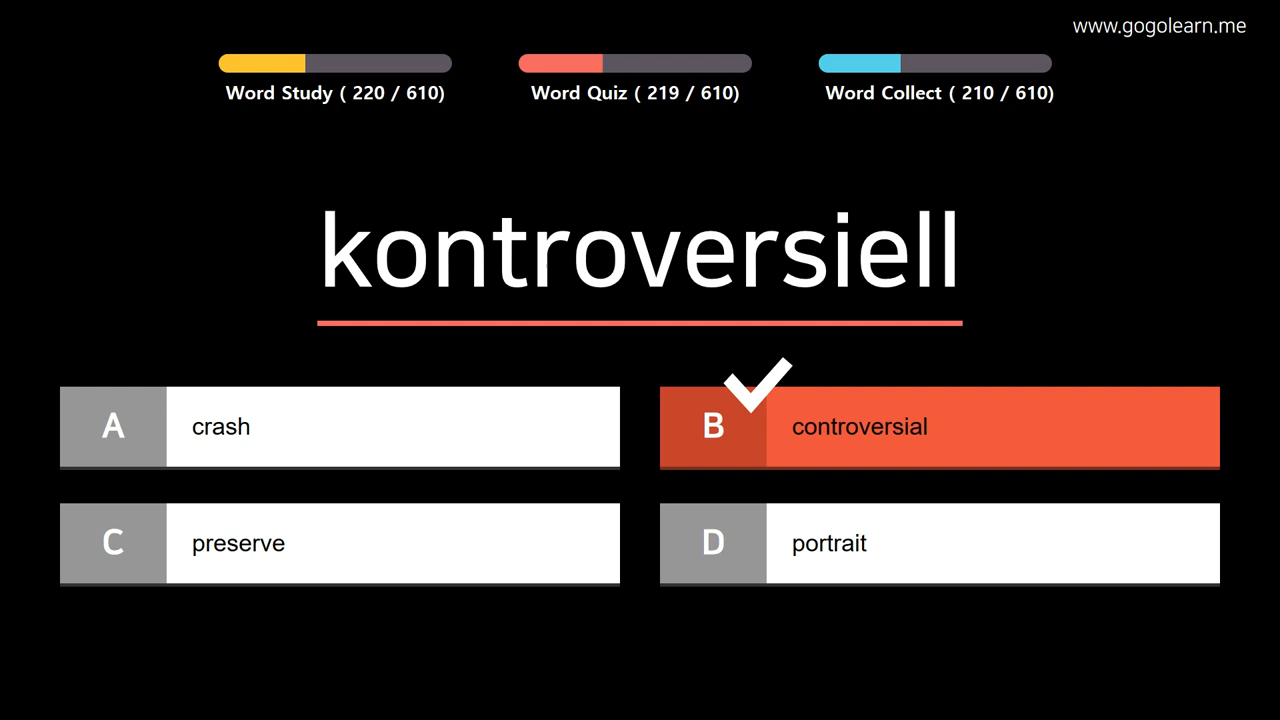 www.gogolearn.me
Word Study ( 220 / 610)
Word Quiz ( 219 / 610)
Word Collect ( 210 / 610)
kontroversiell
A crash
B controversial
C preserve
D portrait